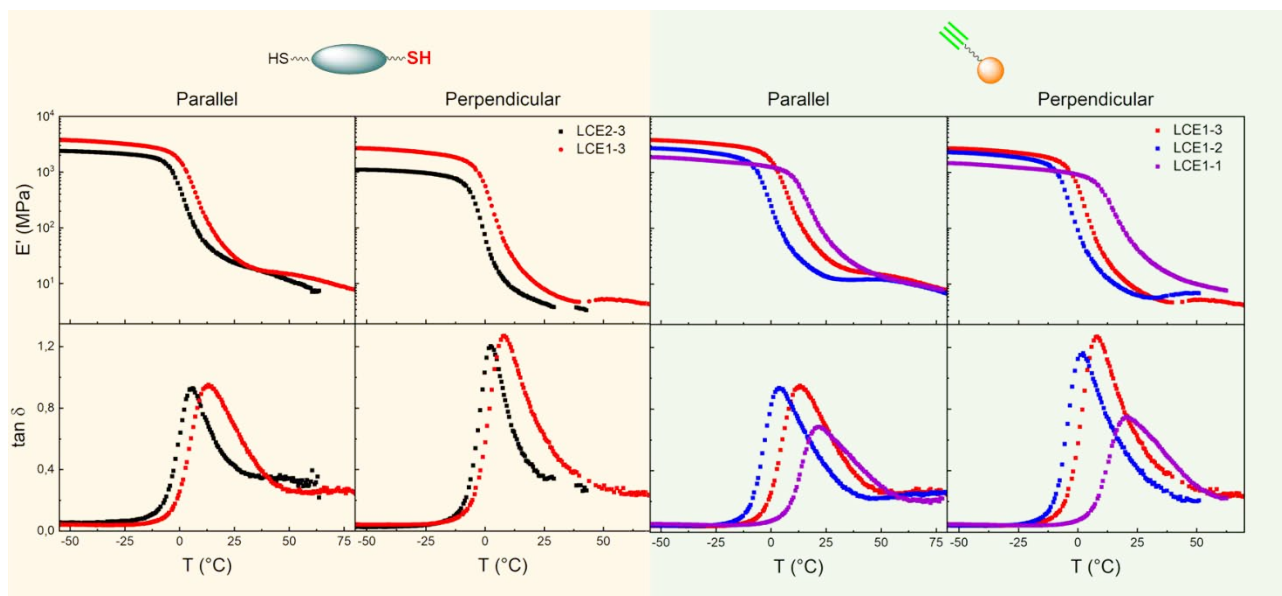 HS SH
Parallel Perpendicular Parallel Perpendicular
LCE2-3
LCE1-3
LCE1-3
LCE1-2
LCE1-1
E' (MPa)
10⁴
10³
10²
10¹
tan δ
1,2
0,8
0,4
0,0
-50 -25 0 25 50 75 -50 -25 0 25 50 -50 -25 0 25 50 75 -50 -25 0 25 50
T (°C) T (°C) T (°C) T (°C)